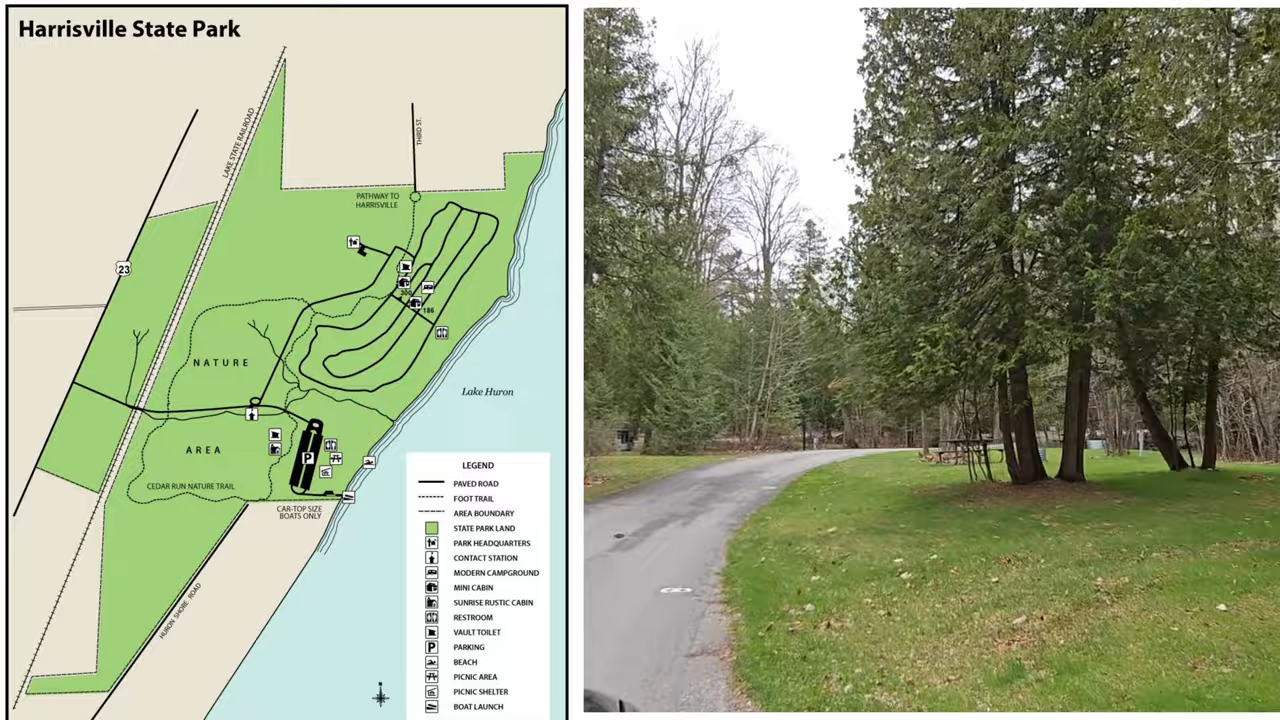 Harrisville State Park
LAKE STATE RAILROAD
THIRD ST.
PATHWAY TO
HARRISVILLE
23
300
186
NATURE
Lake Huron
AREA
P
CEDAR RUN NATURE TRAIL
CAR-TOP SIZE
BOATS ONLY
HURON SHORE ROAD
LEGEND
PAVED ROAD
FOOT TRAIL
AREA BOUNDARY
STATE PARK LAND
PARK HEADQUARTERS
CONTACT STATION
MODERN CAMPGROUND
MINI CABIN
SUNRISE RUSTIC CABIN
RESTROOM
VAULT TOILET
P PARKING
BEACH
PICNIC AREA
PICNIC SHELTER
BOAT LAUNCH
N